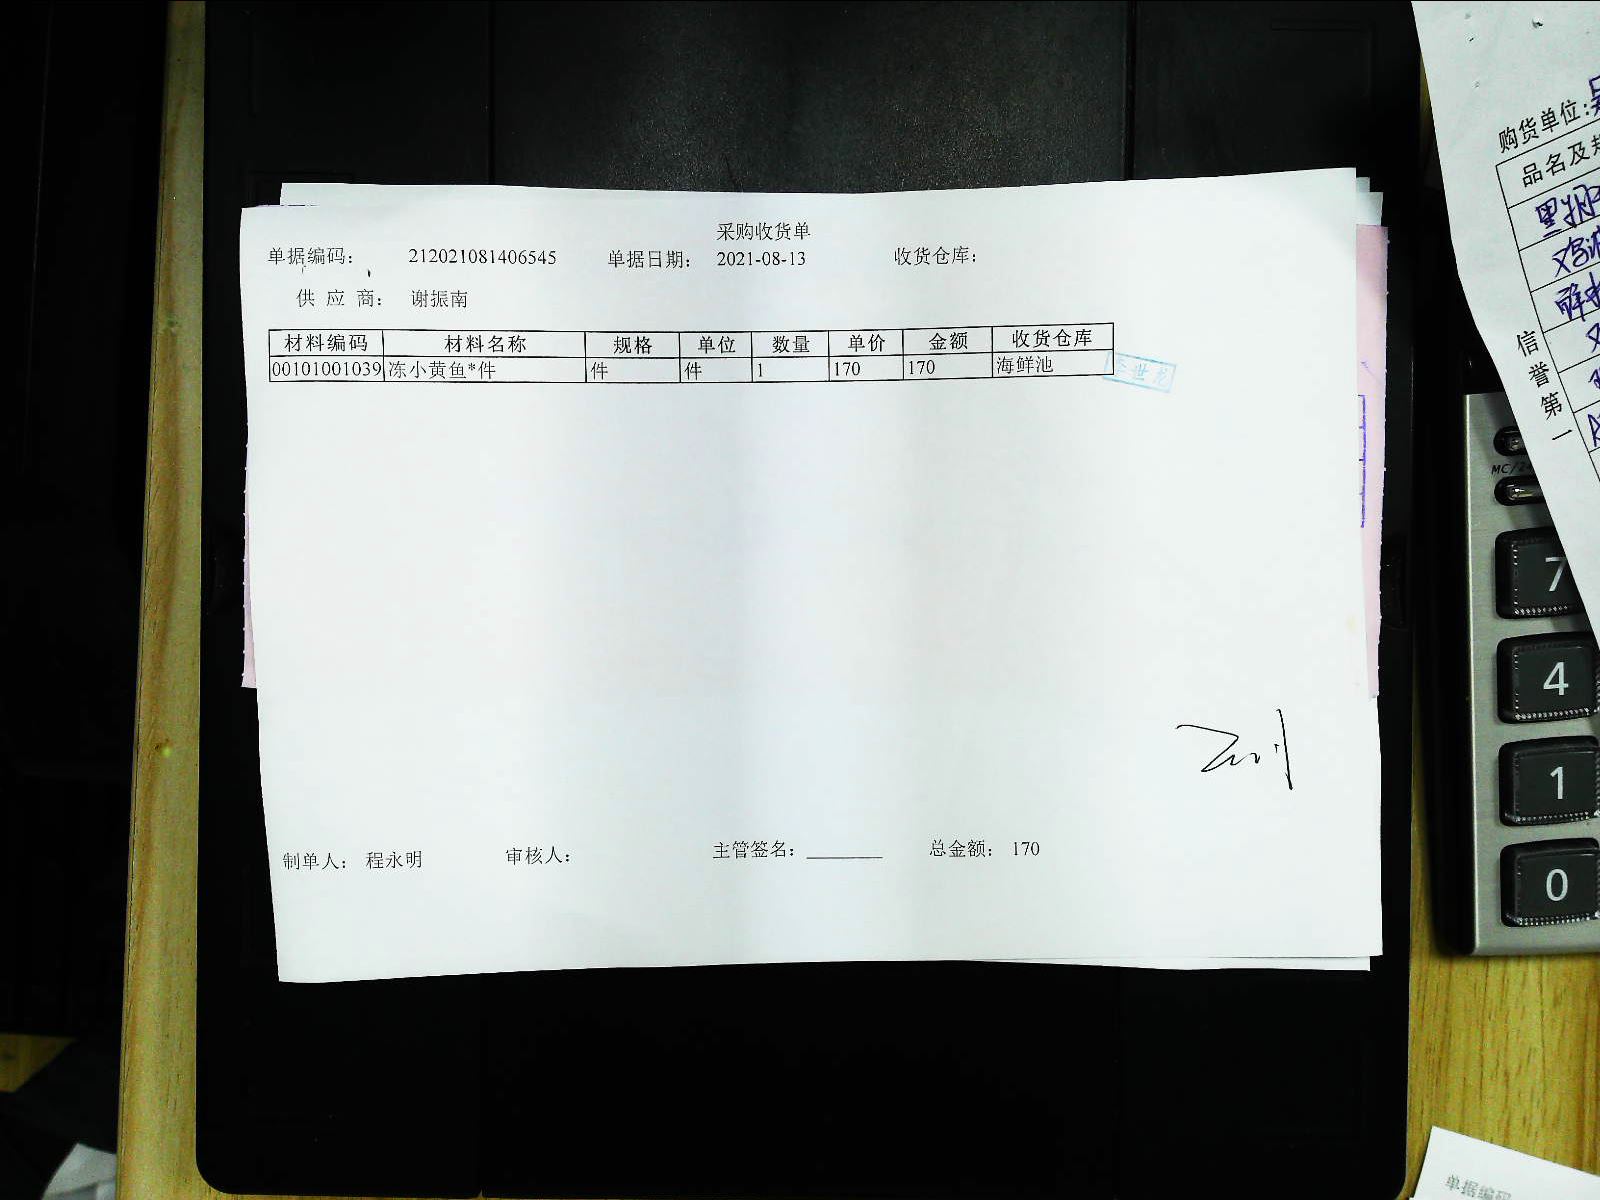 采购收货单
单据编码： 212021081406545 单据日期： 2021-08-13 收货仓库：
供 应 商： 谢振南
材料编码 材料名称 规格 单位 数量 单价 金额 收货仓库
00101001039 冻小黄鱼*件 件 件 1 170 170 海鲜池
李世龙
制单人： 程永明 审核人： 主管签名： 总金额： 170
购货单位：
品名及规
信誉第一
MC/
7
4
1
0
单据编码